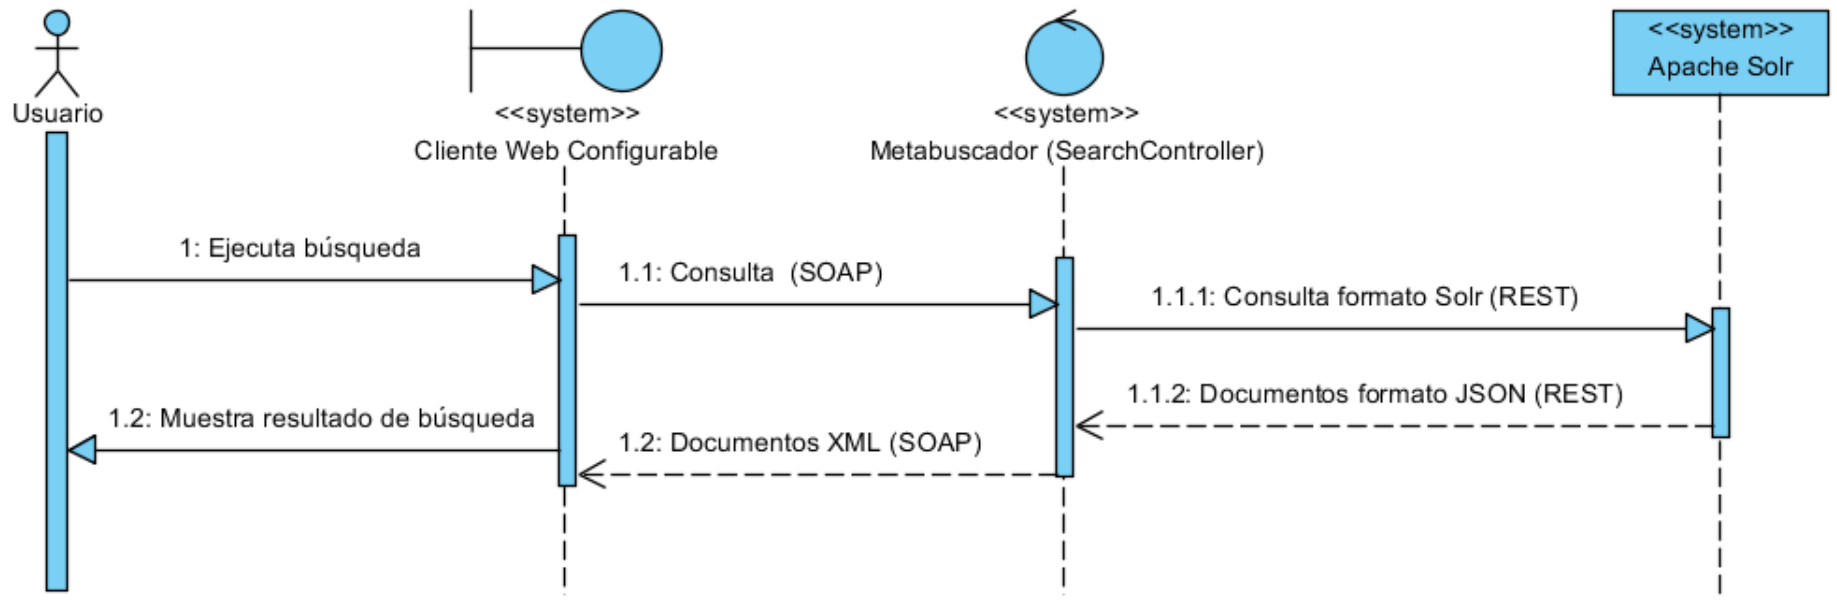 Usuario
<<system>>
Cliente Web Configurable
<<system>>
Metabuscador (SearchController)
<<system>>
Apache Solr
1: Ejecuta búsqueda
1.1: Consulta  (SOAP)
1.1.1: Consulta formato Solr (REST)
1.1.2: Documentos formato JSON (REST)
1.2: Muestra resultado de búsqueda
1.2: Documentos XML (SOAP)